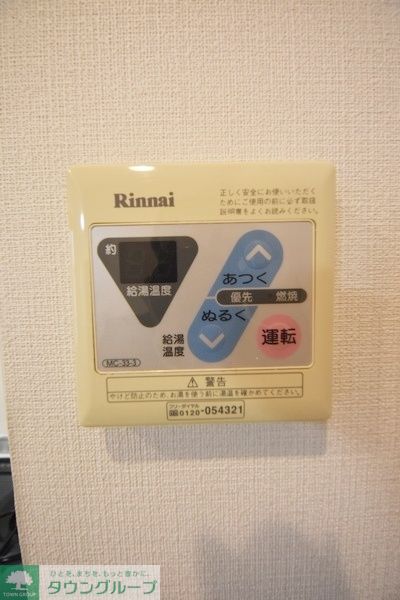 Rinnai
正しく安全にお使いいただく
ためにご使用の前に必ず取扱
説明書をよくお読みください。
約
給湯温度
あつく
優先 燃焼
ぬるく
給湯
温度
運転
MC-33-3
⚠ 警告
やけど防止のため、お湯を使う前に湯温を確かめてください。
フリーダイヤル
0120-054321
ひとを、まちを、もっと豊かに。
タウングループ
TOWN GROUP